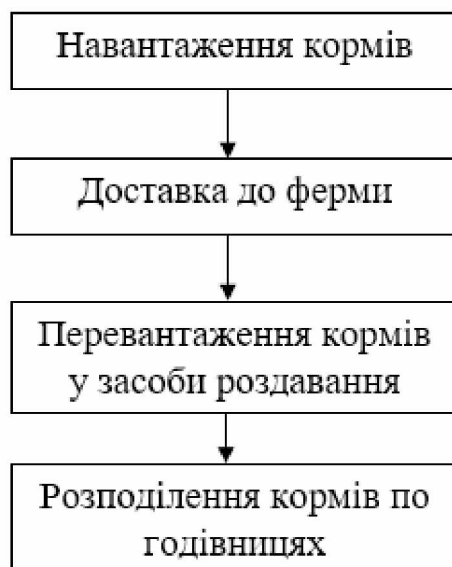 Навантаження кормів
Доставка до ферми
Перевантаження кормів
у засоби роздавання
Розподілення кормів по
годівницях